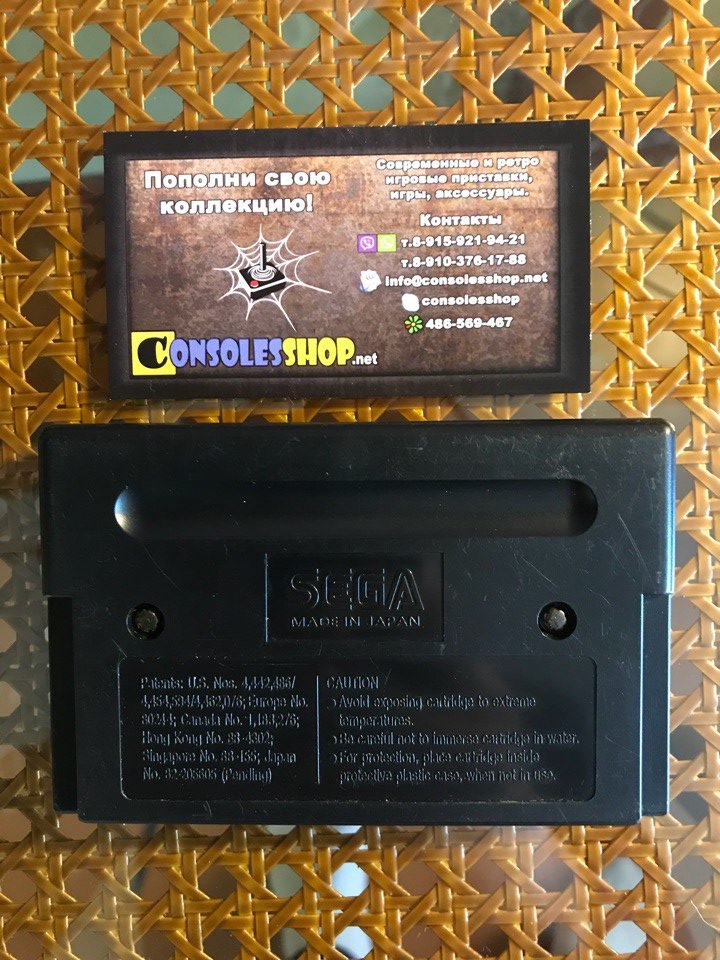 Пополни свою
коллекцию!
Современные и ретро
игровые приставки,
игры, аксессуары.
Контакты
т.8-915-921-94-21
т.8-910-376-17-88
info@consolesshop.net
consolesshop
486-569-467
CONSOLESSHOP.net
SEGA
MADE IN JAPAN
Patents: U.S. Nos. 4,442,486/
4,454,594/4,462,076; Europe No.
80244; Canada No. 1,183,276;
Hong Kong No. 88-4302;
Singapore No. 88-155; Japan
No. 82-205605 (Pending)
CAUTION
Avoid exposing cartridge to extreme
temperatures.
Be careful not to immerse cartridge in water.
For protection, place cartridge inside
protective plastic case, when not in use.